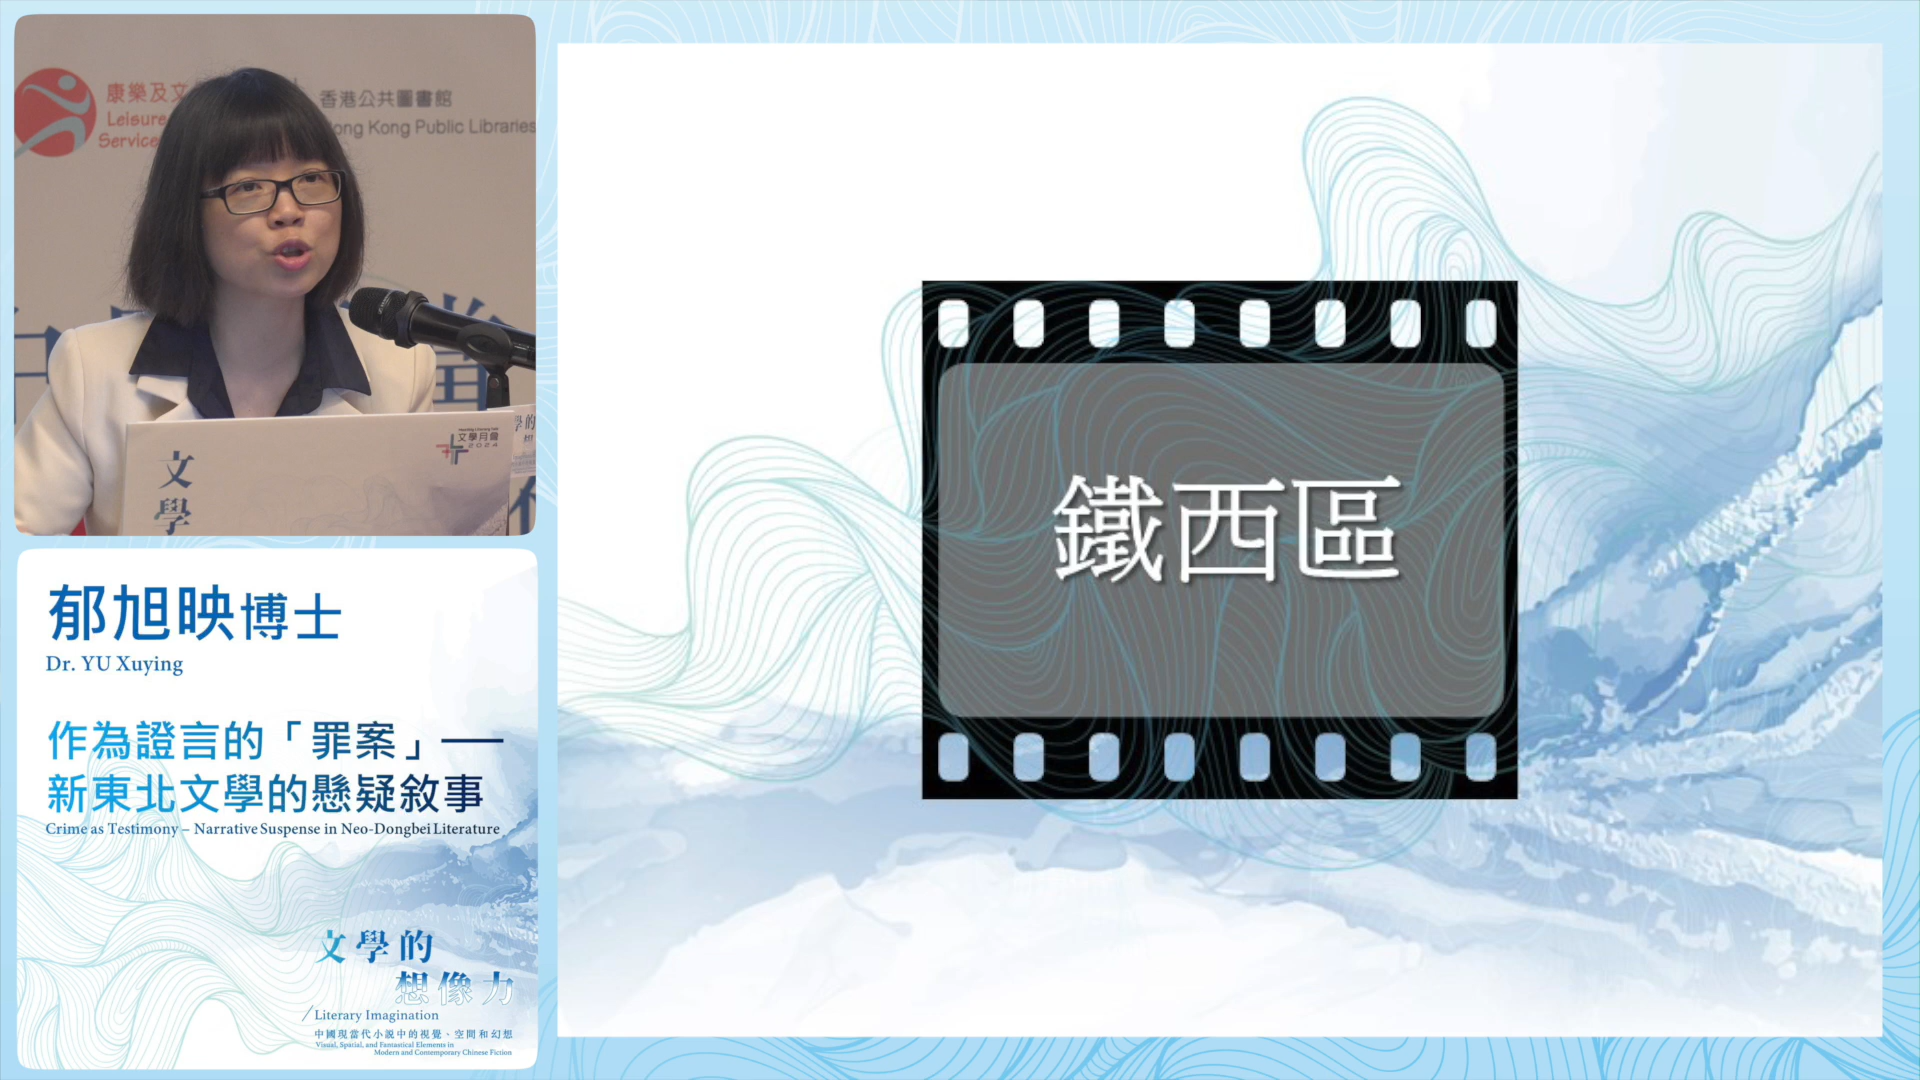 康樂及文
Leisure
Service
香港公共圖書館
ong Kong Public Libraries
文學
文學月會
2024
學的
郁旭映博士
Dr. YU Xuying
作為證言的「罪案」——
新東北文學的懸疑敘事
Crime as Testimony – Narrative Suspense in Neo-Dongbei Literature
文學的
想像力
/Literary Imagination
中國現當代小說中的視覺、空間和幻想
Visual, Spatial, and Fantastical Elements in
Modern and Contemporary Chinese Fiction
鐵西區